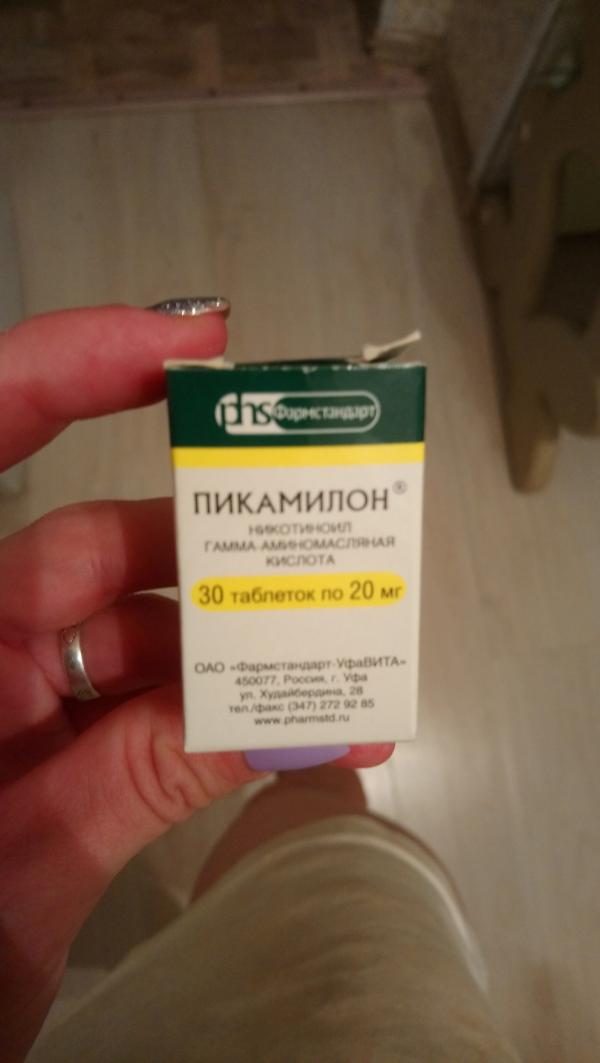 phs Фармстандарт
ПИКАМИЛОН®
НИКОТИНОИЛ
ГАММА-АМИНОМАСЛЯНАЯ
КИСЛОТА
30 таблеток по 20 мг
ОАО «Фармстандарт-УфаВИТА»
450077, Россия, г. Уфа
ул. Худайбердина, 28
тел./факс (347) 272 92 85
www.pharmstd.ru